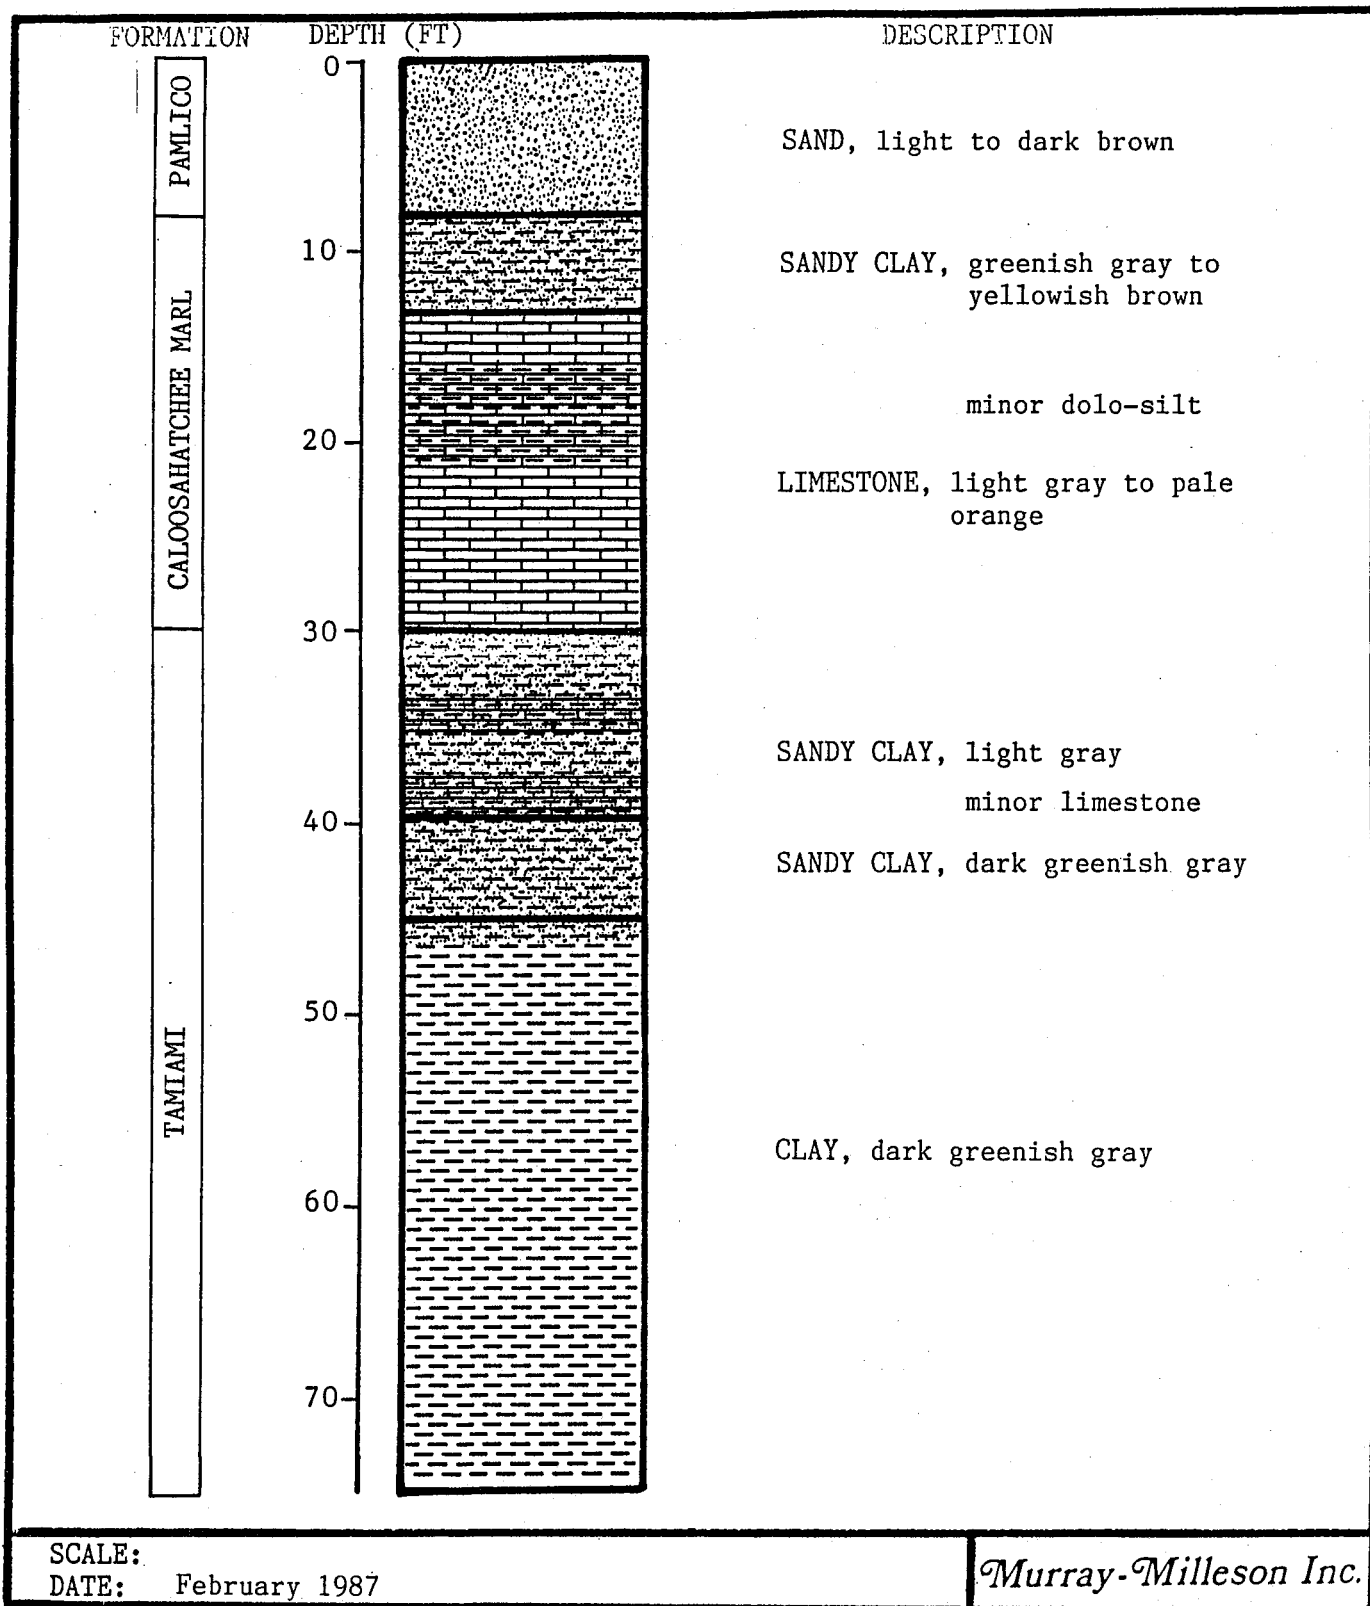 FORMATION DEPTH (FT) DESCRIPTION
0
PAMLICO
SAND, light to dark brown
10
SANDY CLAY, greenish gray to
yellowish brown
CALOOSAHATCHEE MARL
minor dolo-silt
20
LIMESTONE, light gray to pale
orange
30
SANDY CLAY, light gray
minor limestone
40
SANDY CLAY, dark greenish gray
50
TAMIAMI
CLAY, dark greenish gray
60
70
SCALE:
DATE: February 1987
Murray-Milleson Inc.